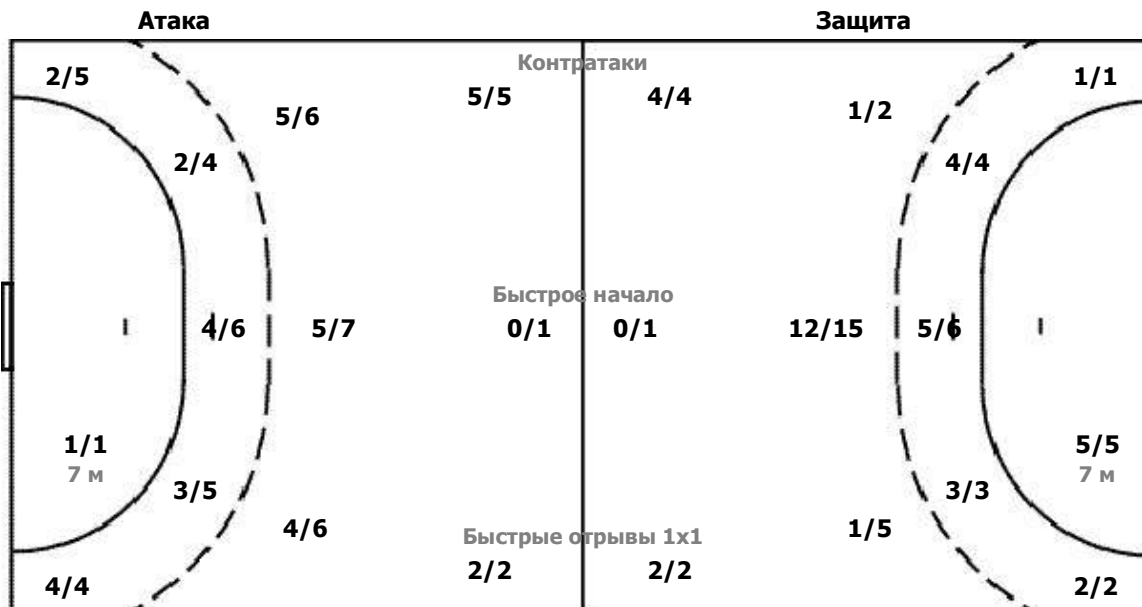 Атака Защита
Контратаки
2/5 5/6 5/5 4/4 1/2 1/1
2/4 4/4
Быстрое начало
4/6 5/7 0/1 0/1 12/15 5/6
1/1 5/5
7 м 7 м
3/5 3/3
4/6 Быстрые отрывы 1x1 1/5
4/4 2/2 2/2 2/2